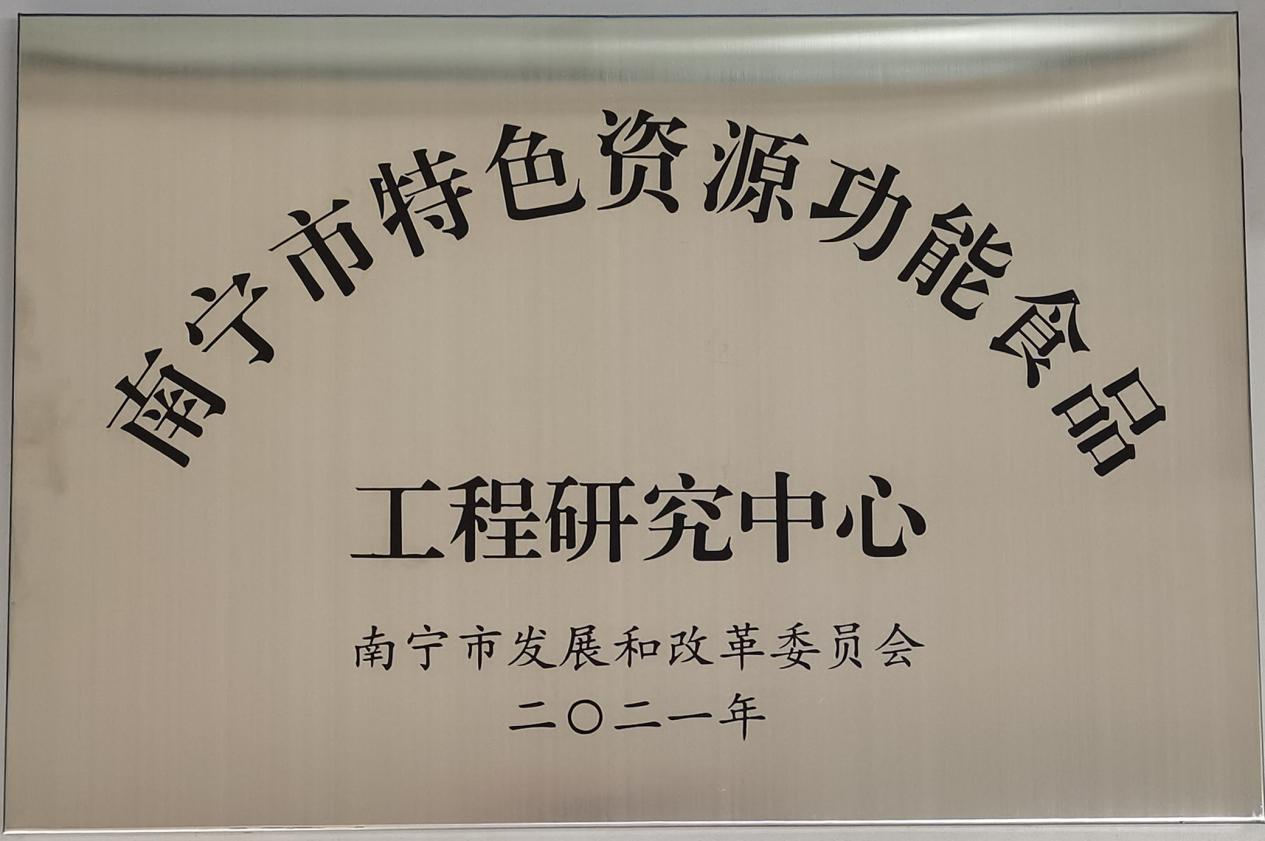 南宁市特色资源功能食品
工程研究中心
南宁市发展和改革委员会
二〇二一年